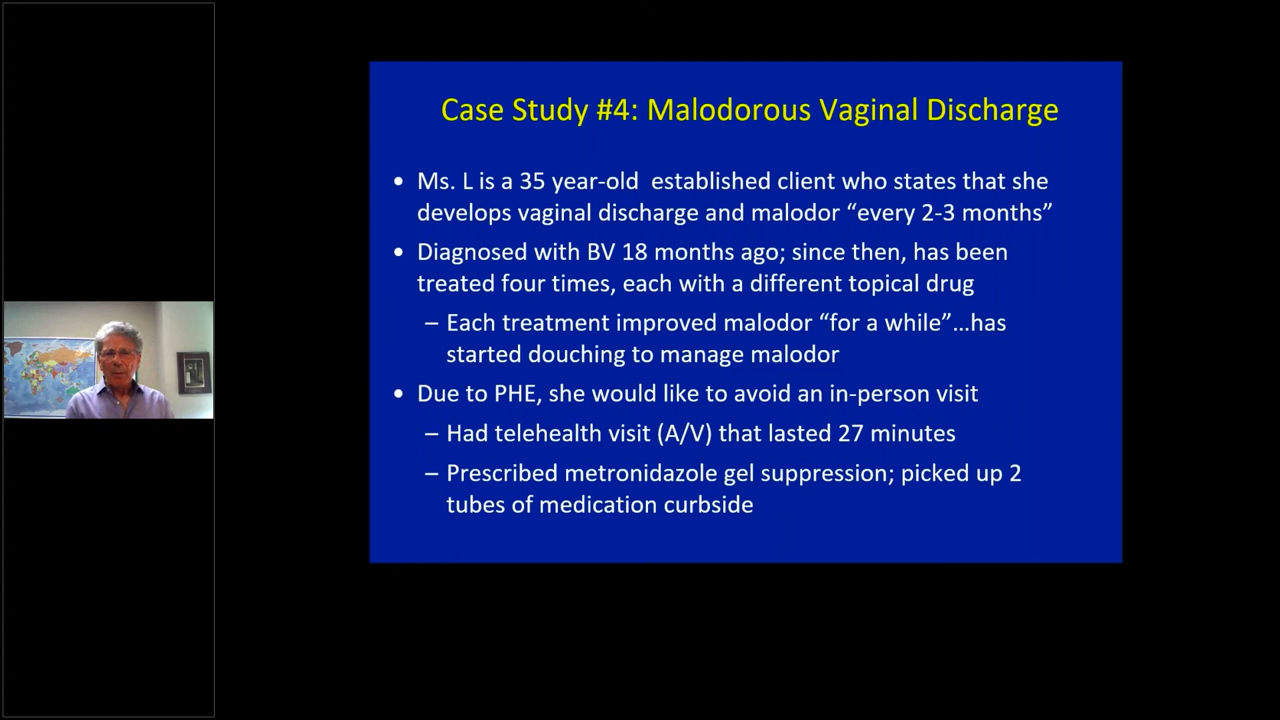 Case Study #4: Malodorous Vaginal Discharge
• Ms. L is a 35 year-old  established client who states that she
develops vaginal discharge and malodor “every 2-3 months”
• Diagnosed with BV 18 months ago; since then, has been
treated four times, each with a different topical drug
– Each treatment improved malodor “for a while”…has
started douching to manage malodor
• Due to PHE, she would like to avoid an in-person visit
– Had telehealth visit (A/V) that lasted 27 minutes
– Prescribed metronidazole gel suppression; picked up 2
tubes of medication curbside